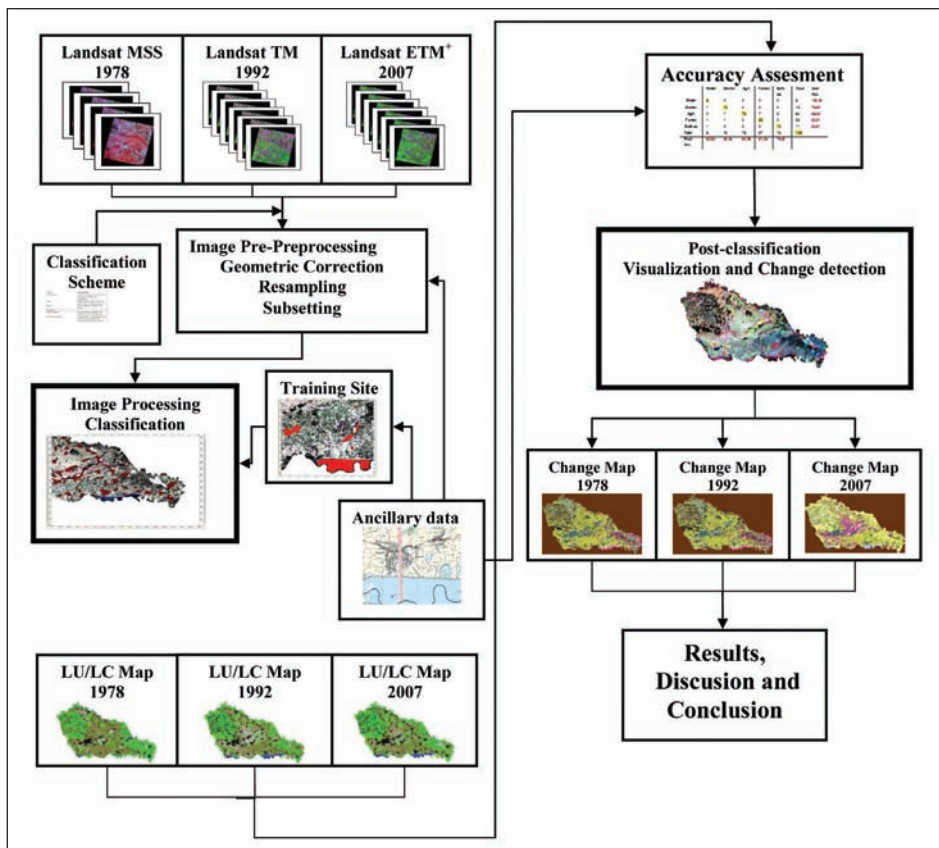 Landsat MSS
1978
Landsat TM
1992
Landsat ETM+
2007
Accuracy Assesment
Classification
Scheme
Image Pre-Preprocessing
Geometric Correction
Resampling
Subsetting
Post-classification
Visualization and Change detection
Image Processing
Classification
Training Site
Ancillary data
Change Map
1978
Change Map
1992
Change Map
2007
LU/LC Map
1978
LU/LC Map
1992
LU/LC Map
2007
Results,
Discusion and
Conclusion